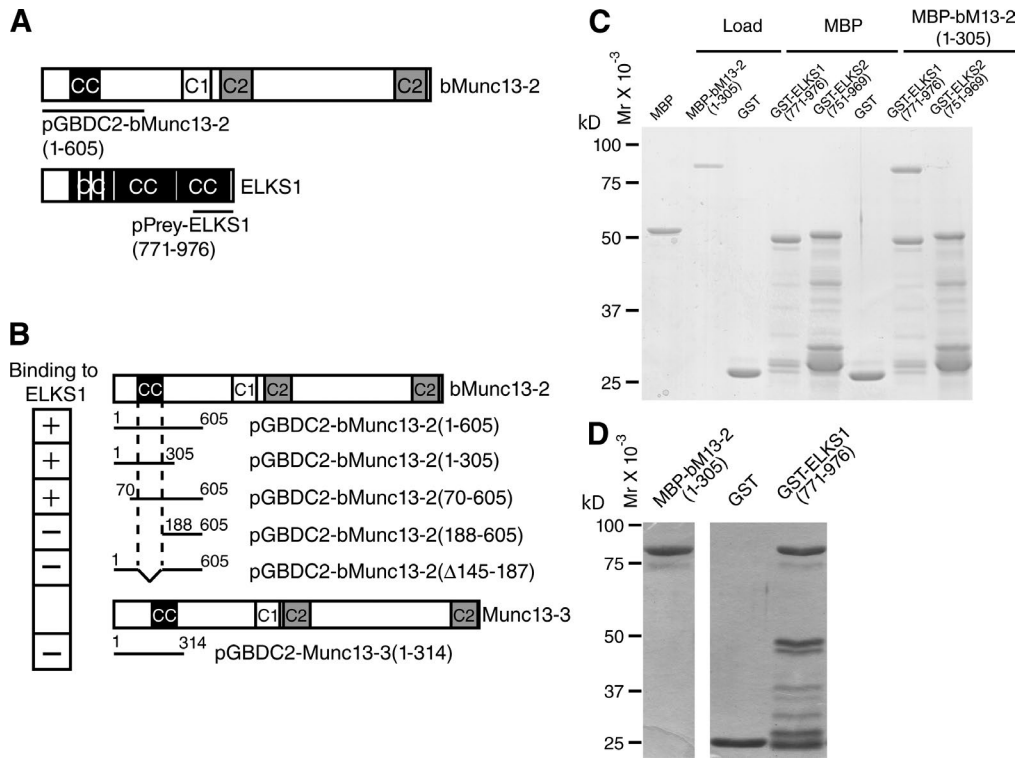 A
CC C1 C2 C2 bMunc13-2
pGBDC2-bMunc13-2
(1-605)
CC CC CC ELKS1
pPrey-ELKS1
(771-976)
B
Binding to
ELKS1
CC C1 C2 C2 bMunc13-2
+ 1 605 pGBDC2-bMunc13-2(1-605)
+ 1 305 pGBDC2-bMunc13-2(1-305)
+ 70 605 pGBDC2-bMunc13-2(70-605)
− 188 605 pGBDC2-bMunc13-2(188-605)
− 1 605 pGBDC2-bMunc13-2(Δ145-187)
CC C1 C2 C2 Munc13-3
− 1 314 pGBDC2-Munc13-3(1-314)
C
Load MBP MBP-bM13-2
(1-305)
Mr X 10-3
MBP
MBP-bM13-2
(1-305)
GST
GST-ELKS1
(771-976)
GST-ELKS2
(751-969)
GST
GST-ELKS1
(771-976)
GST-ELKS2
(751-969)
kD
100
75
50
37
25
D
Mr X 10-3
MBP-bM13-2
(1-305)
GST
GST-ELKS1
(771-976)
kD
100
75
50
37
25